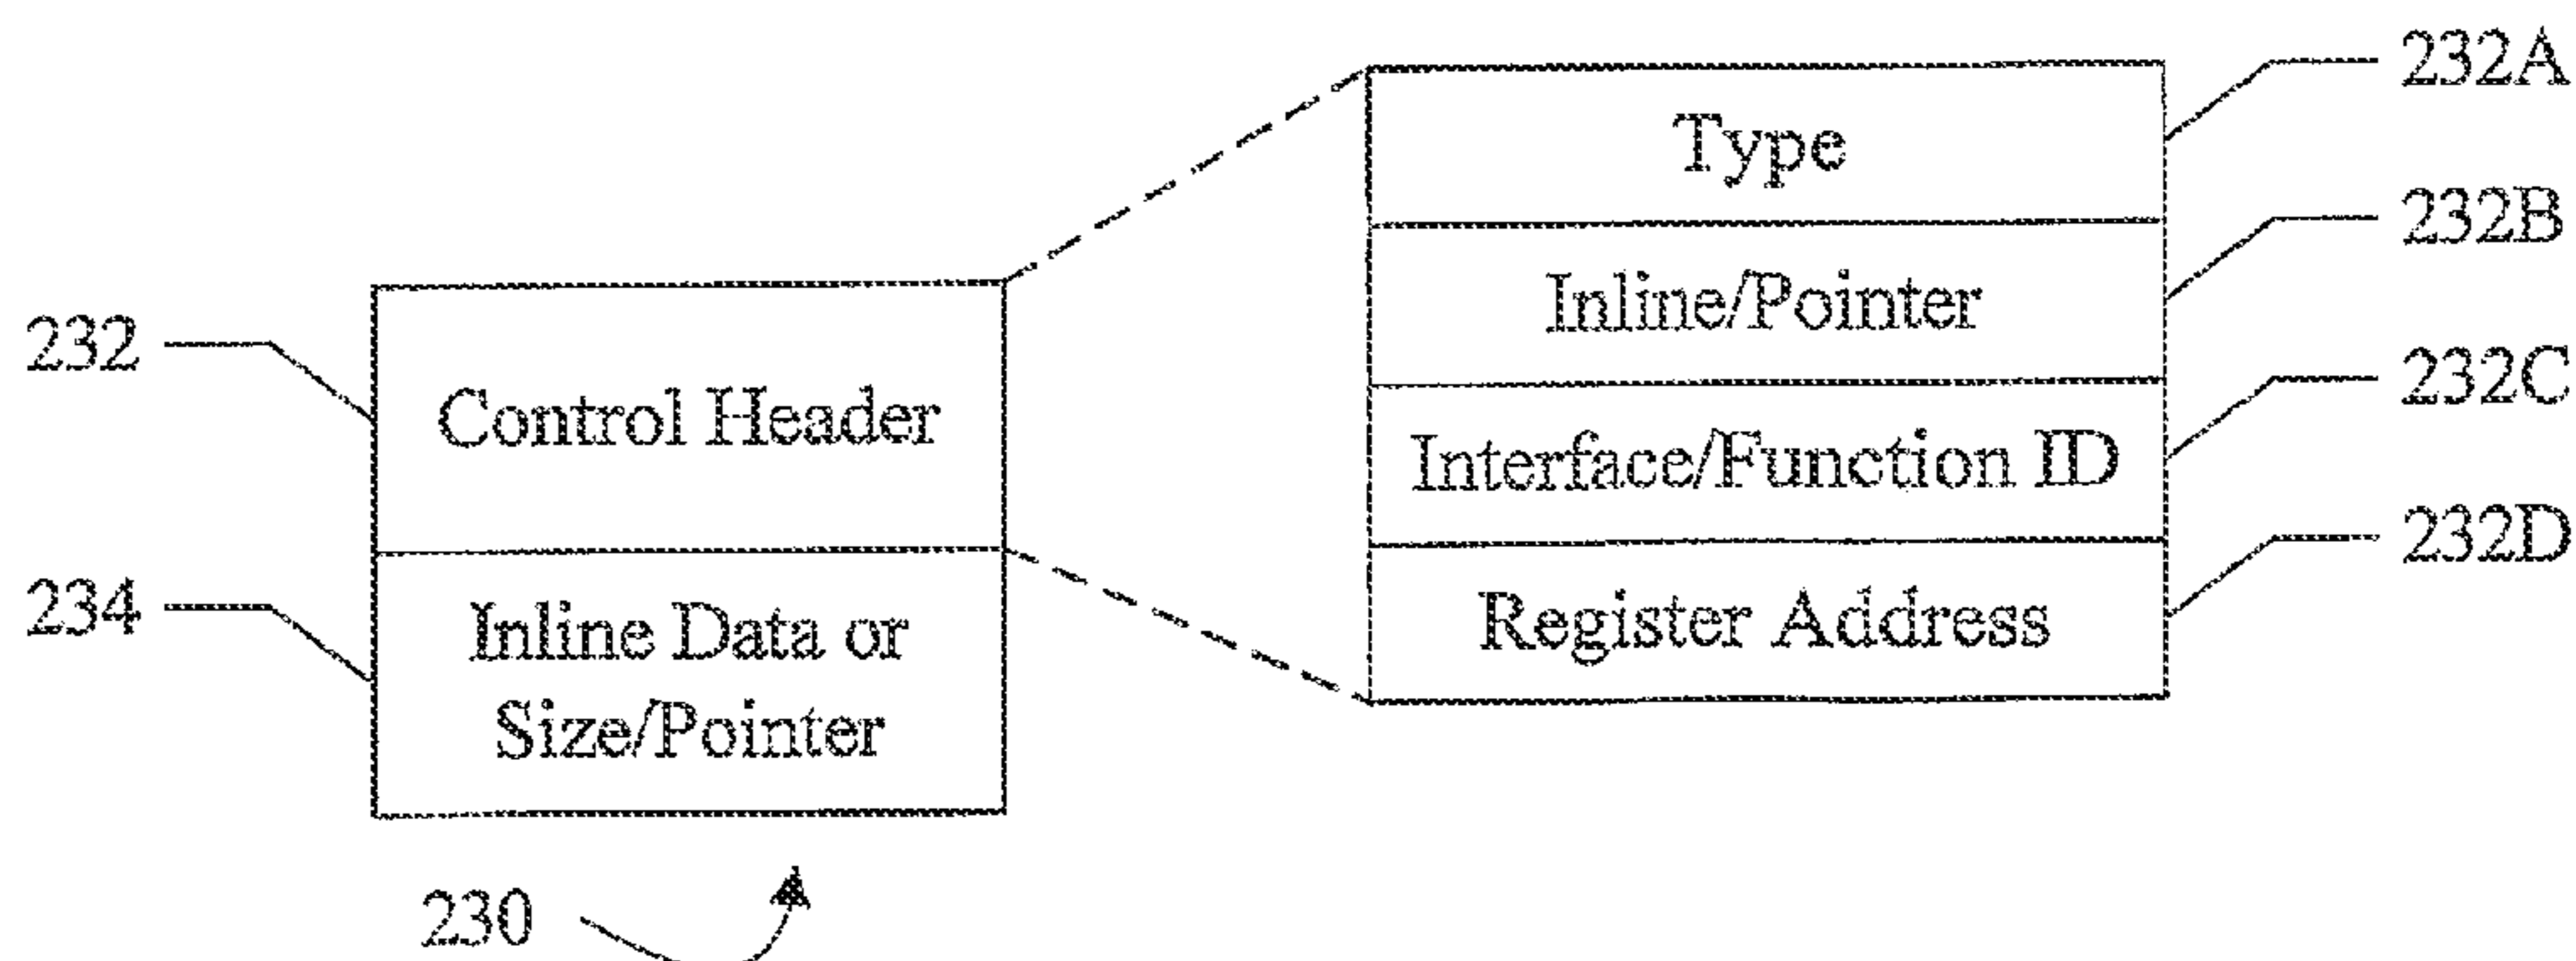 232
Control Header
234
Inline Data or
Size/Pointer
230
Type
232A
Inline/Pointer
232B
Interface/Function ID
232C
Register Address
232D